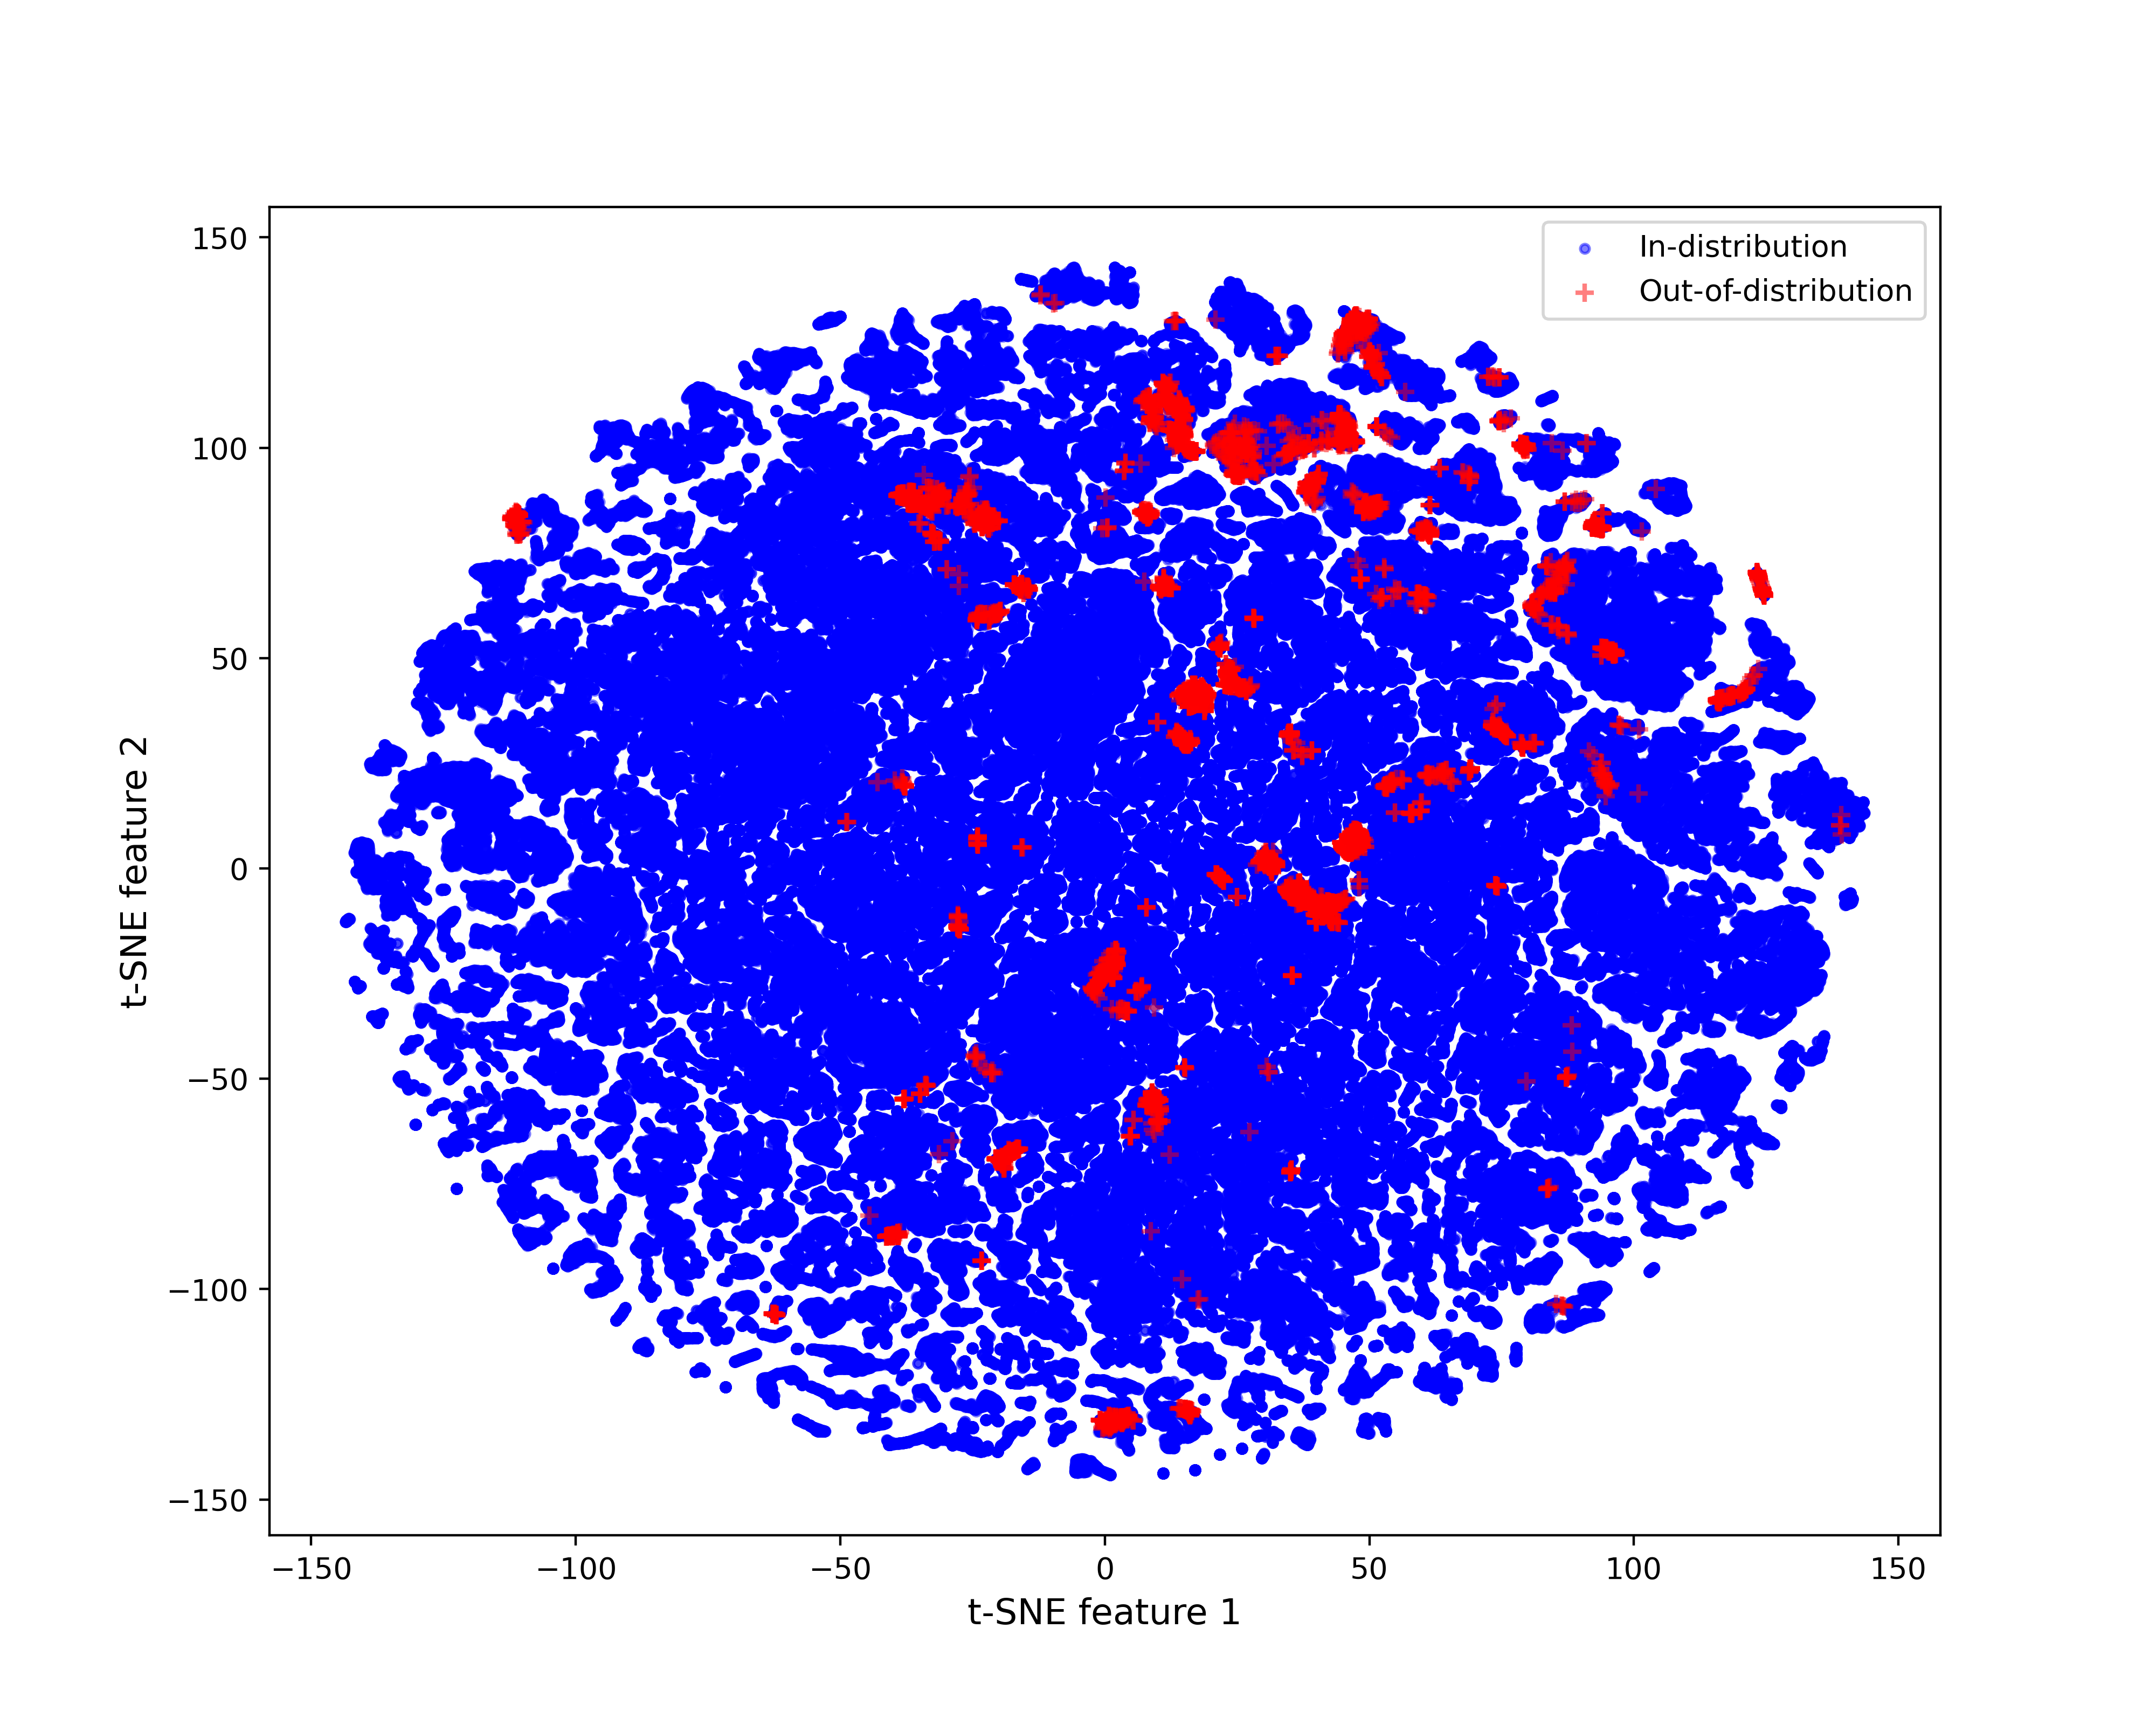 In-distribution
Out-of-distribution
150
100
50
0
−50
−100
−150
t-SNE feature 2
−150 −100 −50 0 50 100 150
t-SNE feature 1